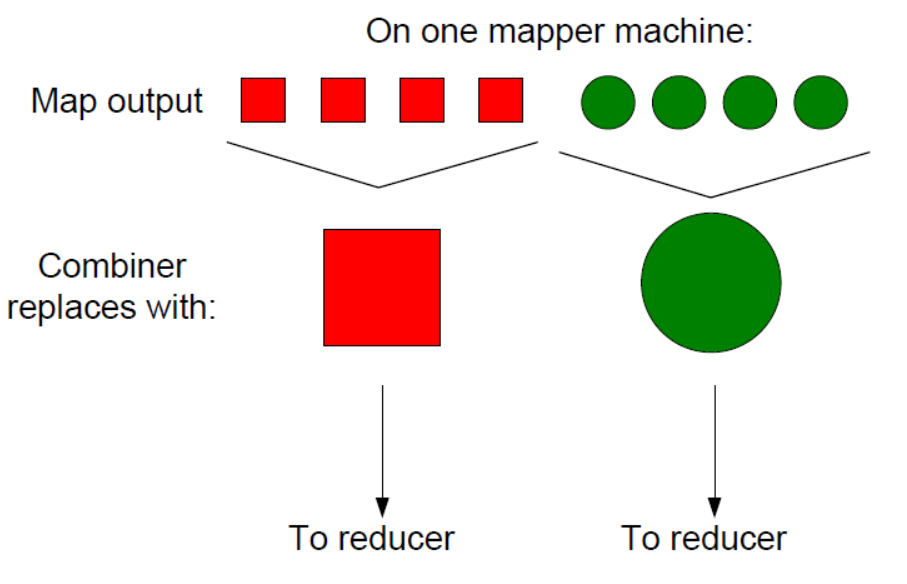 On one mapper machine:
Map output
Combiner
replaces with:
To reducer
To reducer